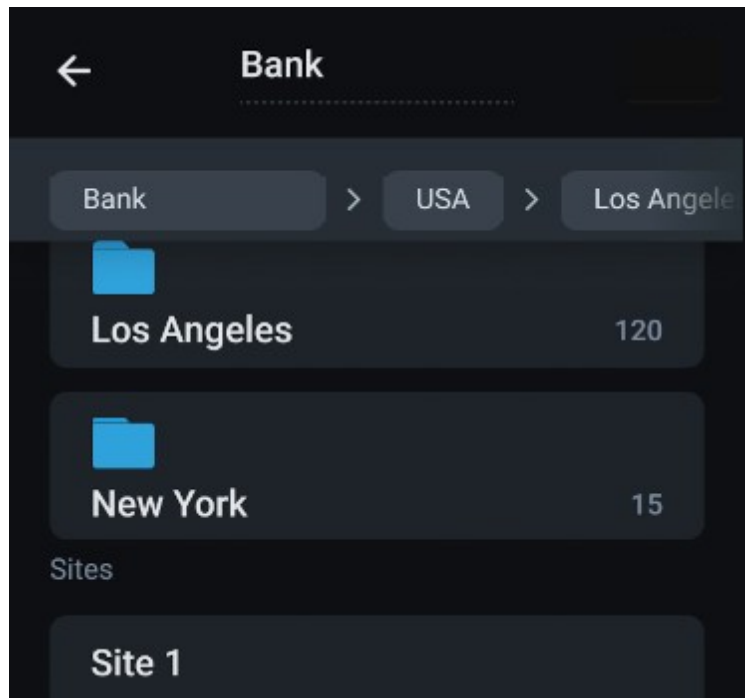 Bank
Bank > USA > Los Angele
Los Angeles 120
New York 15
Sites
Site 1